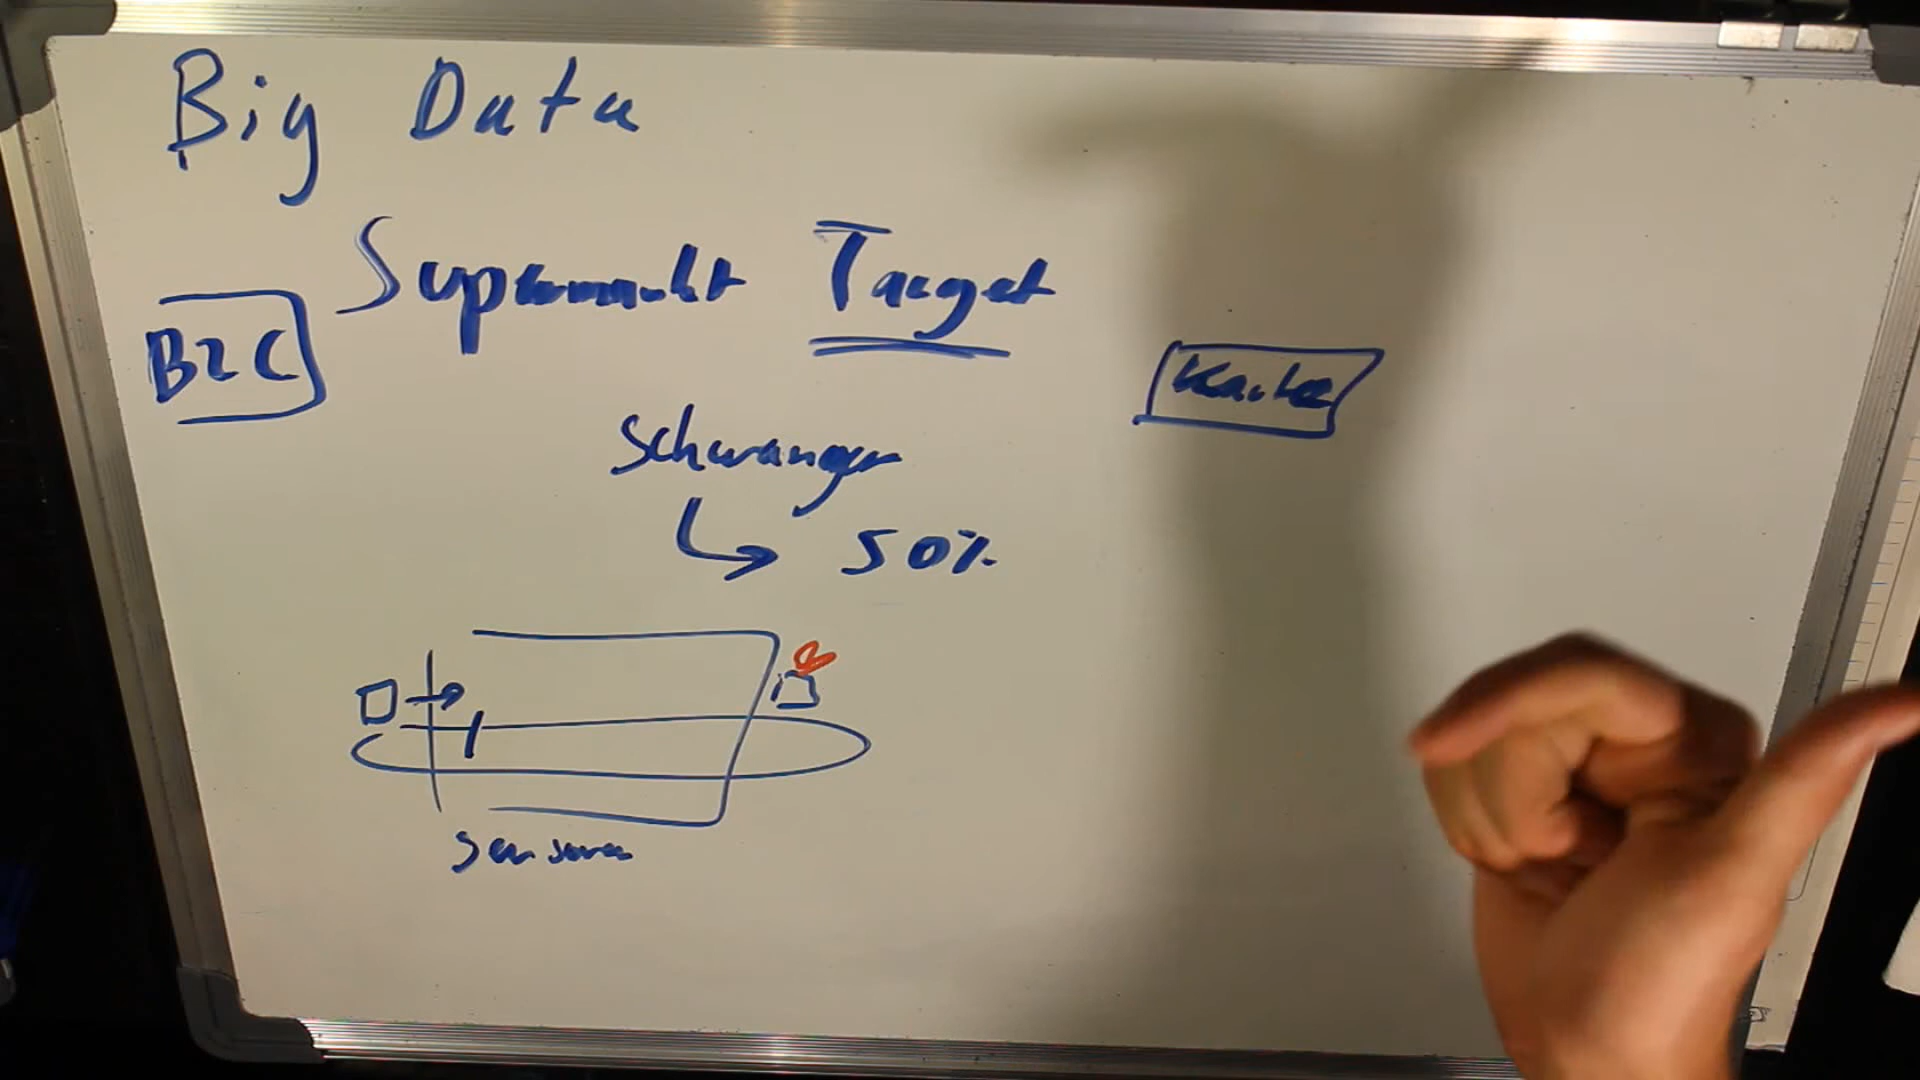 Big Data
Supermarkt Target
B2C
Karte
Schwanger
50%
Sensoren